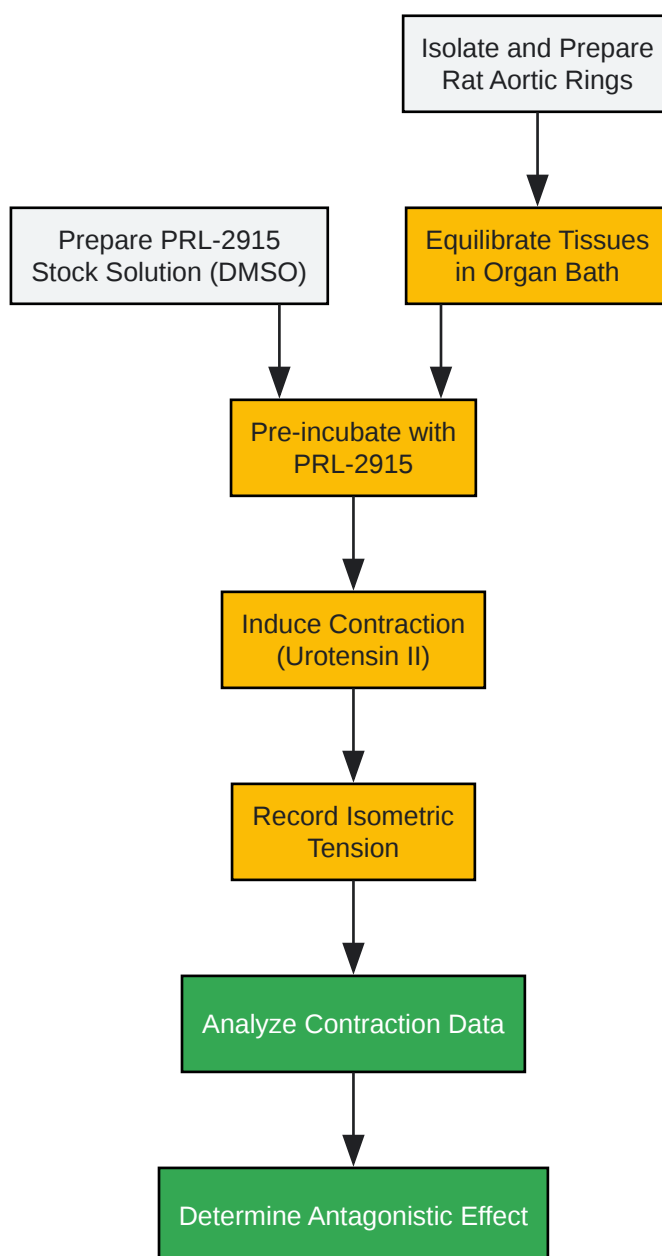 Isolate and Prepare
Rat Aortic Rings
Prepare PRL-2915
Stock Solution (DMSO)
Equilibrate Tissues
in Organ Bath
Pre-incubate with
PRL-2915
Induce Contraction
(Urotensin II)
Record Isometric
Tension
Analyze Contraction Data
Determine Antagonistic Effect